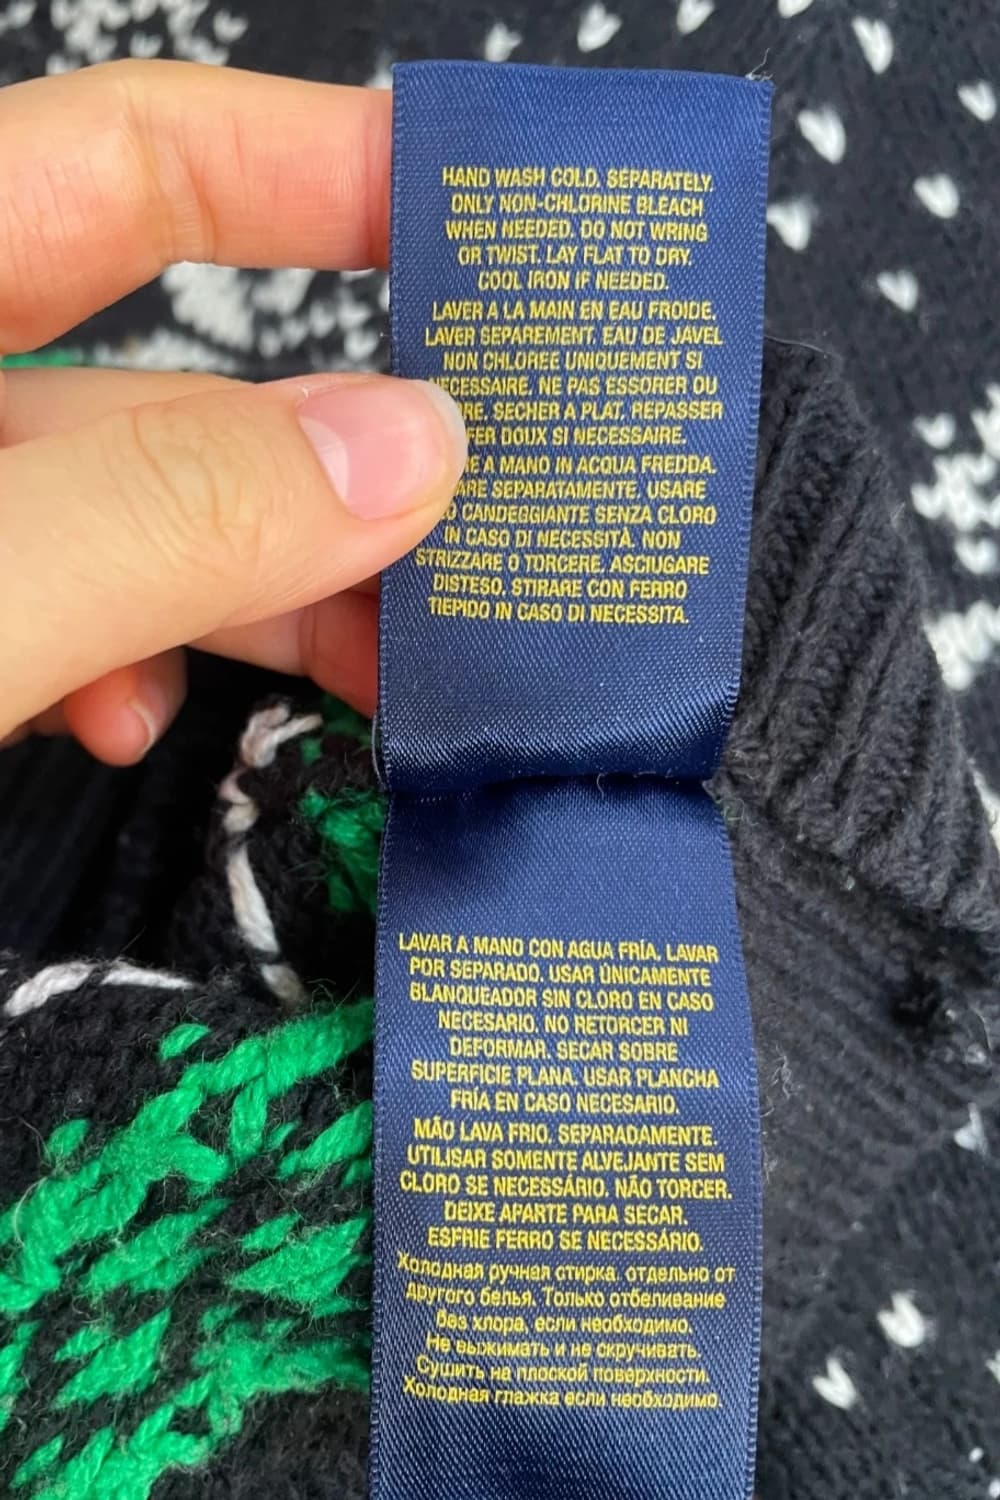 HAND WASH COLD. SEPARATELY.
ONLY NON-CHLORINE BLEACH
WHEN NEEDED. DO NOT WRING
OR TWIST. LAY FLAT TO DRY.
COOL IRON IF NEEDED.
LAVER A LA MAIN EN EAU FROIDE.
LAVER SEPAREMENT. EAU DE JAVEL
NON CHLOREE UNIQUEMENT SI
NECESSAIRE. NE PAS ESSORER OU
SECHER A PLAT. REPASSER
FER DOUX SI NECESSAIRE.
A MANO IN ACQUA FREDDA.
SEPARATAMENTE. USARE
CANDEGGIANTE SENZA CLORO
IN CASO DI NECESSITÀ. NON
STRIZZARE O TORCERE. ASCIUGARE
DISTESO. STIRARE CON FERRO
TIEPIDO IN CASO DI NECESSITA.
LAVAR A MANO CON AGUA FRÍA. LAVAR
POR SEPARADO. USAR ÚNICAMENTE
BLANQUEADOR SIN CLORO EN CASO
NECESARIO. NO RETORCER NI
DEFORMAR. SECAR SOBRE
SUPERFICIE PLANA. USAR PLANCHA
FRÍA EN CASO NECESARIO.
MÃO LAVA FRIO. SEPARADAMENTE.
UTILISAR SOMENTE ALVEJANTE SEM
CLORO SE NECESSÁRIO. NÃO TORCER.
DEIXE APARTE PARA SECAR.
ESFRIE FERRO SE NECESSÁRIO.
Холодная ручная стирка. отдельно от
другого белья. Только отбеливание
без хлора, если необходимо.
Не выжимать и не скручивать.
Сушить на плоской поверхности.
Холодная глажка если необходимо.